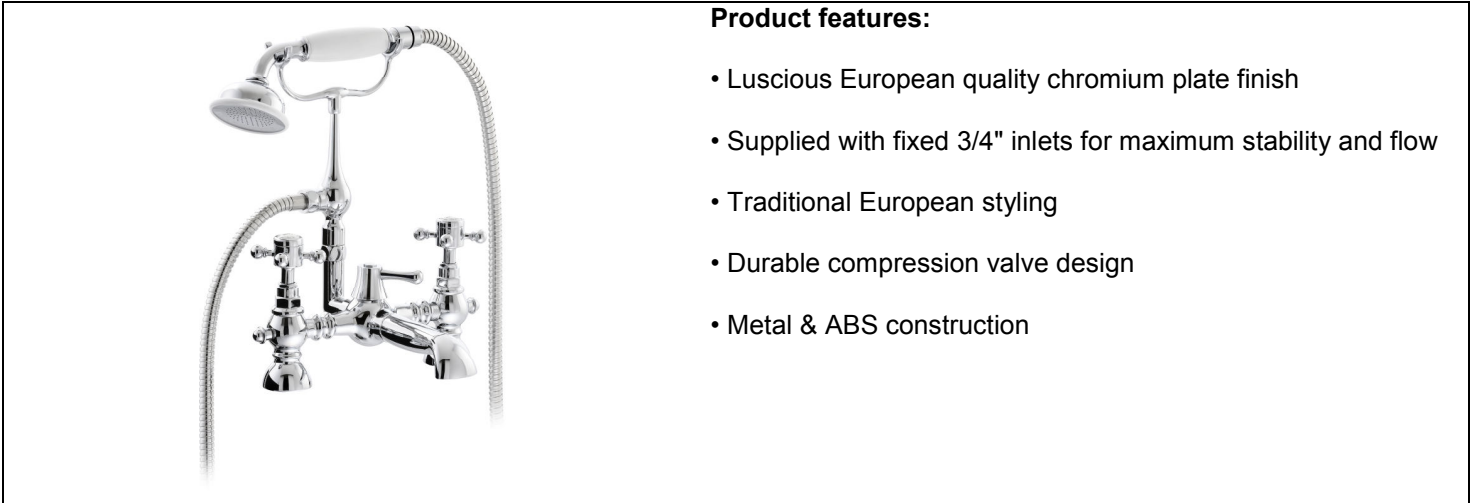 Product features:
• Luscious European quality chromium plate finish
• Supplied with fixed 3/4" inlets for maximum stability and flow
• Traditional European styling
• Durable compression valve design
• Metal & ABS construction